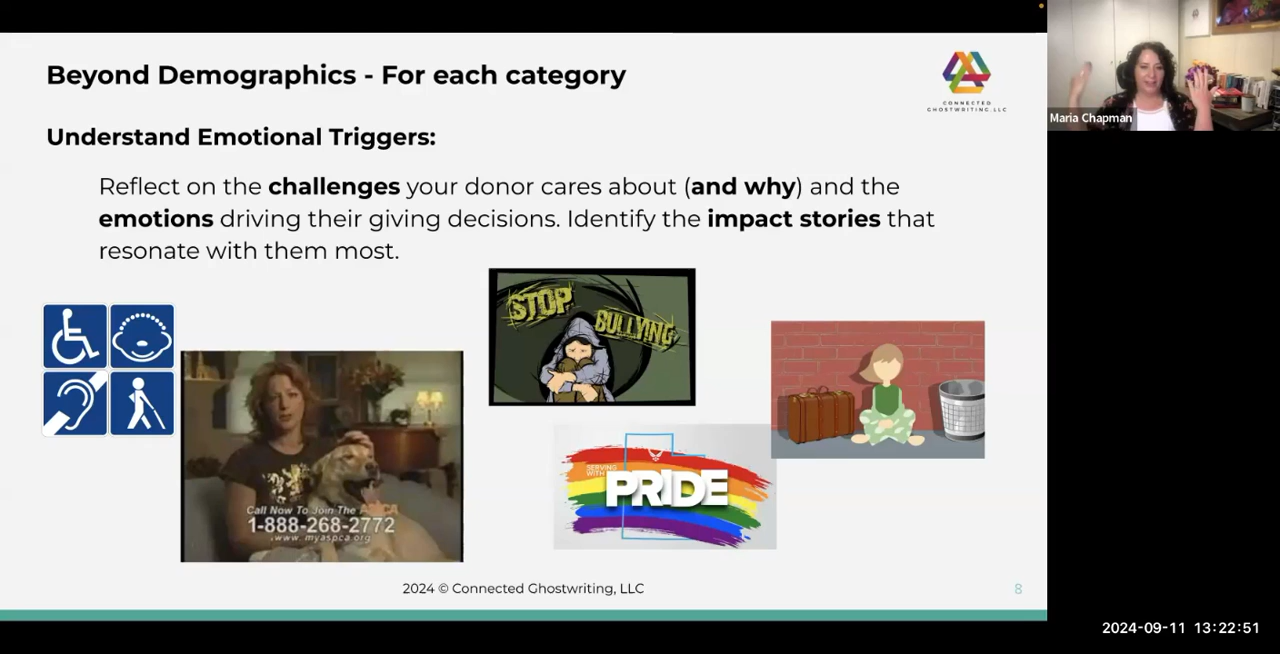 Beyond Demographics - For each category
CONNECTED
GHOSTWRITING, LLC
Maria Chapman
Understand Emotional Triggers:
Reflect on the challenges your donor cares about (and why) and the
emotions driving their giving decisions. Identify the impact stories that
resonate with them most.
STOP
BULLYING
Call Now To Join The ASPCA
1-888-268-2772
www. myaspca.org
SERVING
WITH
PRIDE
2024 © Connected Ghostwriting, LLC
8
2024-09-11 13:22:51